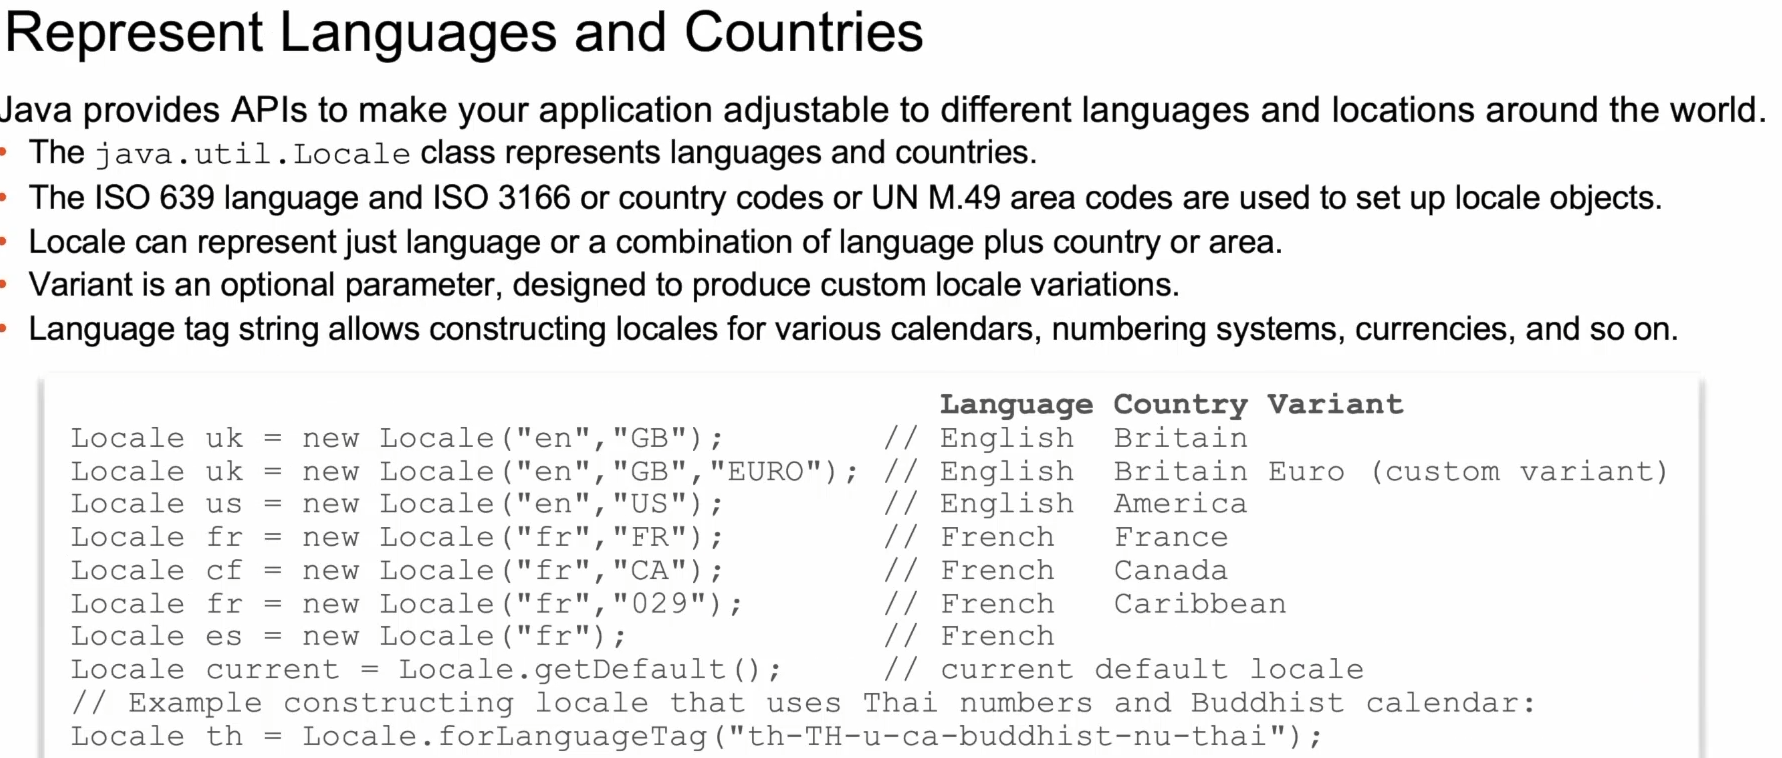 Represent Languages and Countries
Java provides APIs to make your application adjustable to different languages and locations around the world.
• The java.util.Locale class represents languages and countries.
• The ISO 639 language and ISO 3166 or country codes or UN M.49 area codes are used to set up locale objects.
• Locale can represent just language or a combination of language plus country or area.
• Variant is an optional parameter, designed to produce custom locale variations.
• Language tag string allows constructing locales for various calendars, numbering systems, currencies, and so on.
Language Country Variant
Locale uk = new Locale("en","GB"); // English Britain
Locale uk = new Locale("en","GB","EURO"); // English Britain Euro (custom variant)
Locale us = new Locale("en","US"); // English America
Locale fr = new Locale("fr","FR"); // French France
Locale cf = new Locale("fr","CA"); // French Canada
Locale fr = new Locale("fr","029"); // French Caribbean
Locale es = new Locale("fr"); // French
Locale current = Locale.getDefault(); // current default locale
// Example constructing locale that uses Thai numbers and Buddhist calendar:
Locale th = Locale.forLanguageTag("th-TH-u-ca-buddhist-nu-thai");